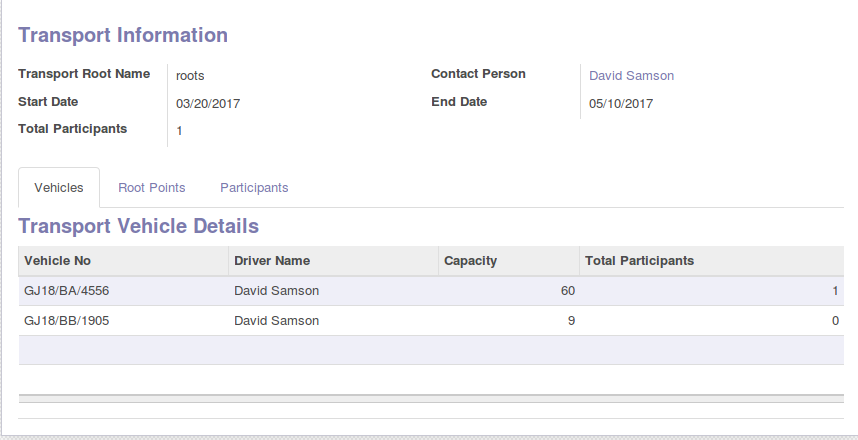 Transport Information
Transport Root Name roots Contact Person David Samson
Start Date 03/20/2017 End Date 05/10/2017
Total Participants 1
Vehicles Root Points Participants
Transport Vehicle Details
Vehicle No Driver Name Capacity Total Participants
GJ18/BA/4556 David Samson 60 1
GJ18/BB/1905 David Samson 9 0